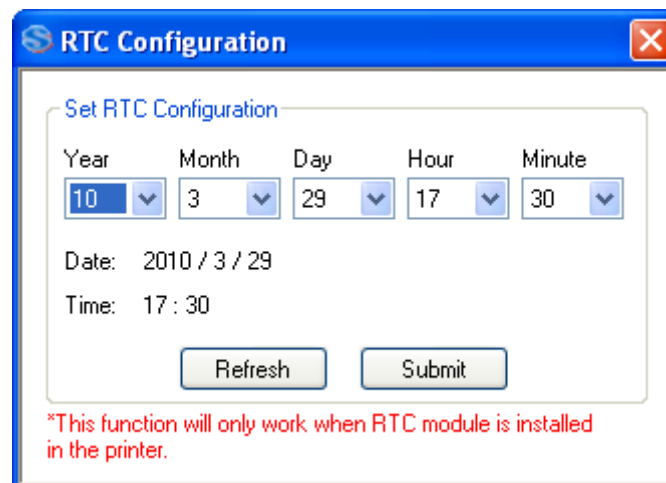 RTC Configuration
Set RTC Configuration
Year Month Day Hour Minute
10 3 29 17 30
Date: 2010 / 3 / 29
Time: 17 : 30
Refresh Submit
*This function will only work when RTC module is installed
in the printer.